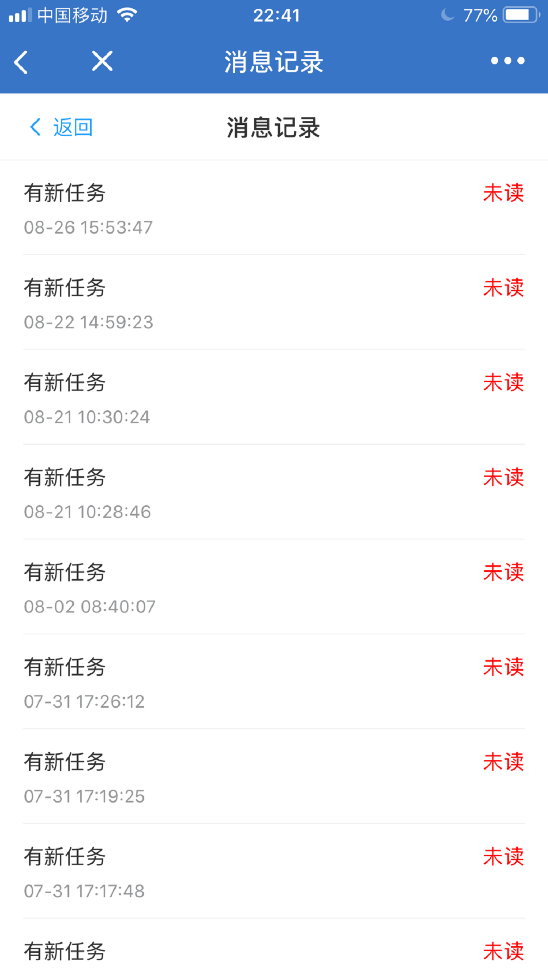 中国移动 22:41 77%
消息记录
返回 消息记录
有新任务 未读
08-26 15:53:47
有新任务 未读
08-22 14:59:23
有新任务 未读
08-21 10:30:24
有新任务 未读
08-21 10:28:46
有新任务 未读
08-02 08:40:07
有新任务 未读
07-31 17:26:12
有新任务 未读
07-31 17:19:25
有新任务 未读
07-31 17:17:48
有新任务 未读